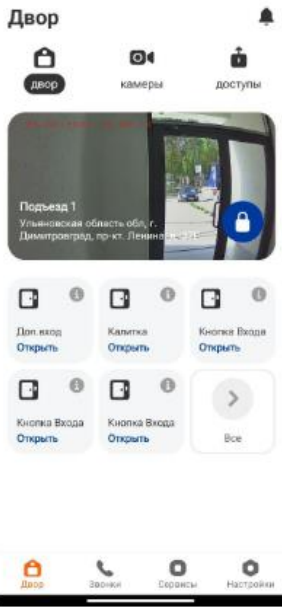 Двор
двор
камеры
доступы
Подъезд 1
Ульяновская область обл, г.
Димитровград, пр-кт. Ленина
Доп.вход
Открыть
Калитка
Открыть
Кнопка Входа
Открыть
Кнопка Входа
Открыть
Кнопка Входа
Открыть
Все
Двор
Звонки
Сервисы
Настройки